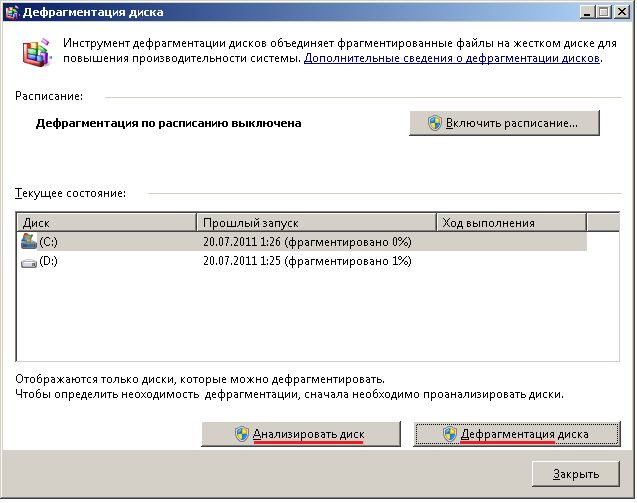 Дефрагментация диска
Инструмент дефрагментации дисков объединяет фрагментированные файлы на жестком диске для
повышения производительности системы. Дополнительные сведения о дефрагментации дисков.
Расписание:
Дефрагментация по расписанию выключена
Включить расписание...
Текущее состояние:
Диск Прошлый запуск Ход выполнения
(C:) 20.07.2011 1:26 (фрагментировано 0%)
(D:) 20.07.2011 1:25 (фрагментировано 1%)
Отображаются только диски, которые можно дефрагментировать.
Чтобы определить неоходимость дефрагментации, сначала необходимо проанализировать диски.
Анализировать диск Дефрагментация диска
Закрыть